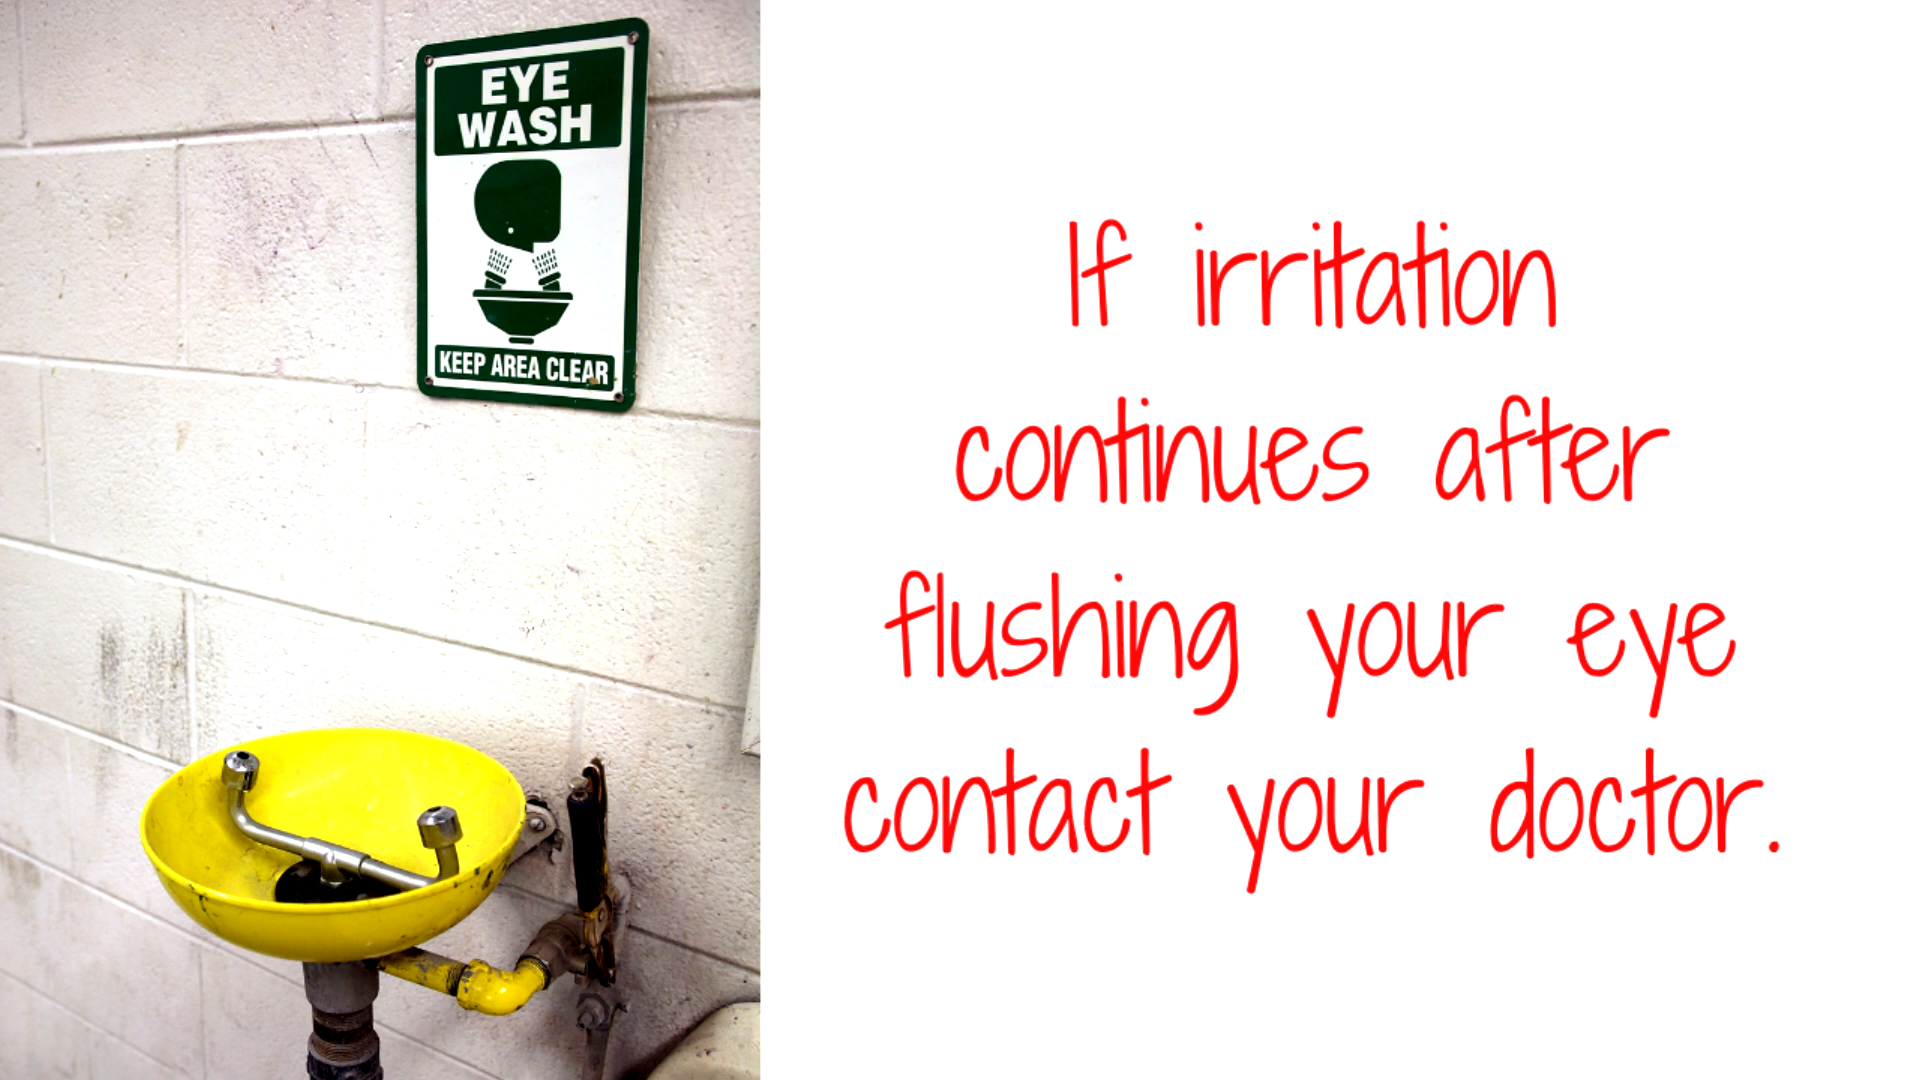 EYE
WASH
KEEP AREA CLEAR
If irritation
continues after
flushing your eye
contact your doctor.